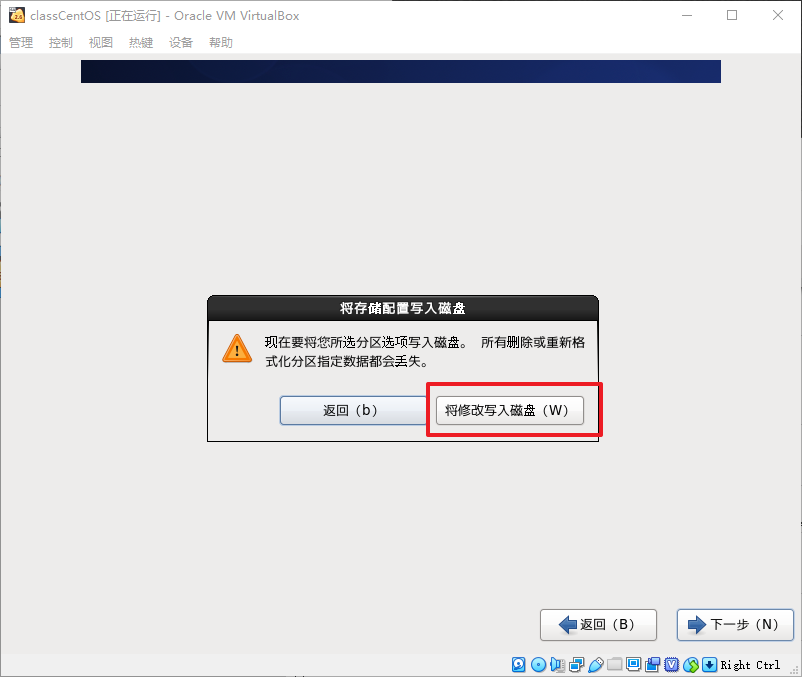 classCentOS [正在运行] - Oracle VM VirtualBox
管理 控制 视图 热键 设备 帮助
将存储配置写入磁盘
现在要将您所选分区选项写入磁盘。 所有删除或重新格
式化分区指定数据都会丢失。
返回（b） 将修改写入磁盘（W）
返回（B） 下一步（N）
Right Ctrl